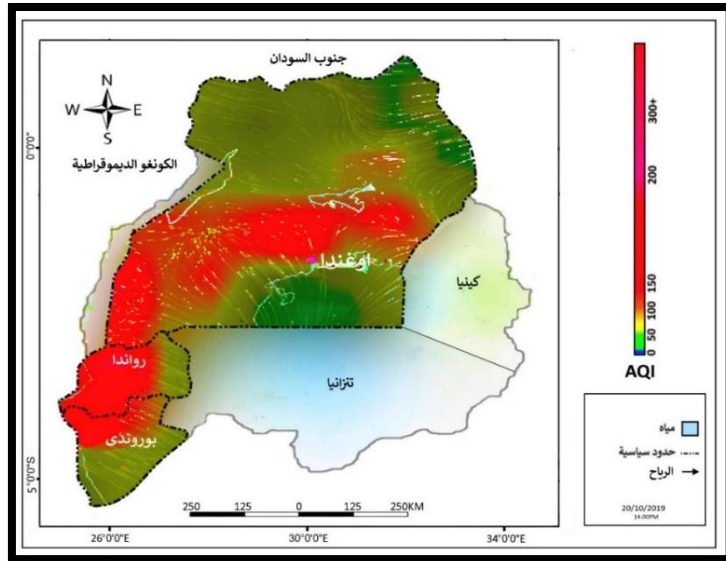 جنوب السودان
N
W E
S
0°0'0"
الكونغو الديموقراطية
أوغندا
كينيا
رواندا
تنزانيا
بوروندى
5°0'0"S
250 125 0 125 250KM
26°0'0"E 30°0'0"E 34°0'0"E
300+
200
150
100
50
0
AQI
مياه
حدود سياسية
الرياح
20/10/2019
14.00PM